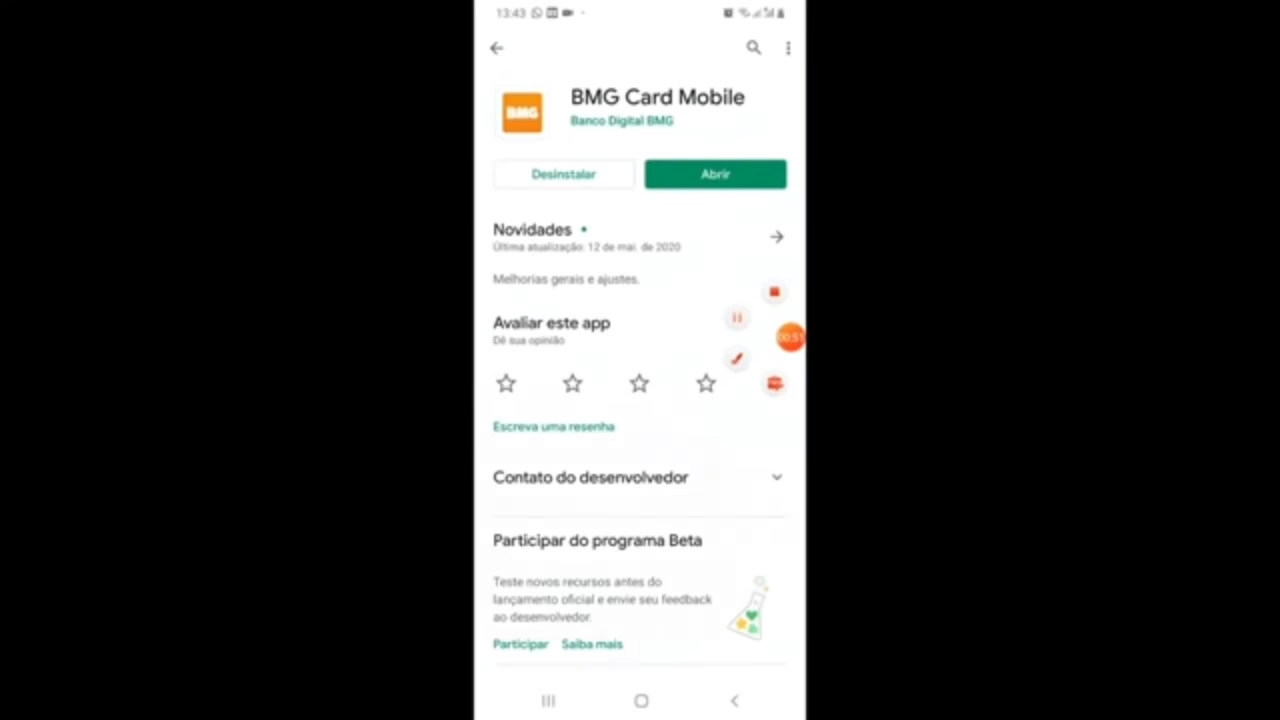 13:43
BMG Card Mobile
BMG
Banco Digital BMG
Desinstalar
Abrir
Novidades
Última atualização: 12 de mai. de 2020
Melhorias gerais e ajustes.
Avaliar este app
Dê sua opinião
00:51
Escreva uma resenha
Contato do desenvolvedor
Participar do programa Beta
Teste novos recursos antes do
lançamento oficial e envie seu feedback
ao desenvolvedor.
Participar
Saiba mais